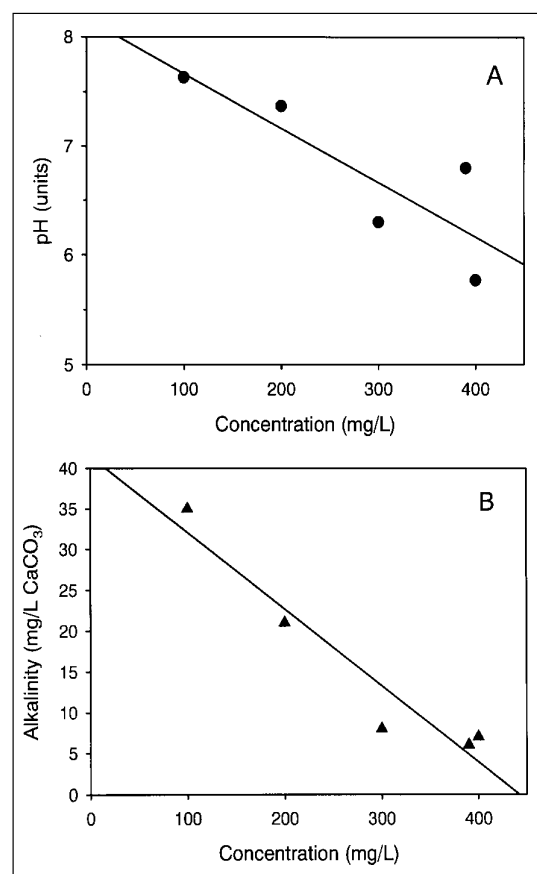 A
8
7
6
5
pH (units)
0 100 200 300 400
Concentration (mg/L)
B
40
35
30
25
20
15
10
5
0
Alkalinity (mg/L CaCO₃)
0 100 200 300 400
Concentration (mg/L)